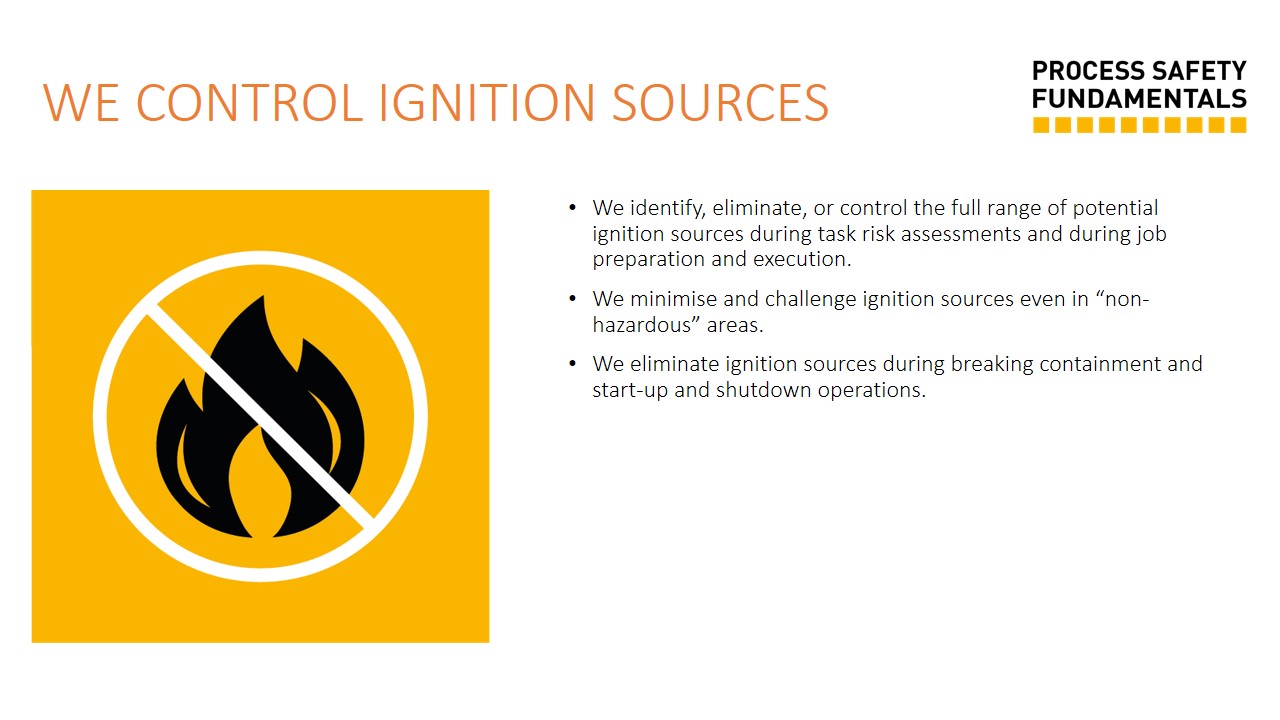 WE CONTROL IGNITION SOURCES
PROCESS SAFETY
FUNDAMENTALS
• We identify, eliminate, or control the full range of potential
ignition sources during task risk assessments and during job
preparation and execution.
• We minimise and challenge ignition sources even in “non-
hazardous” areas.
• We eliminate ignition sources during breaking containment and
start-up and shutdown operations.